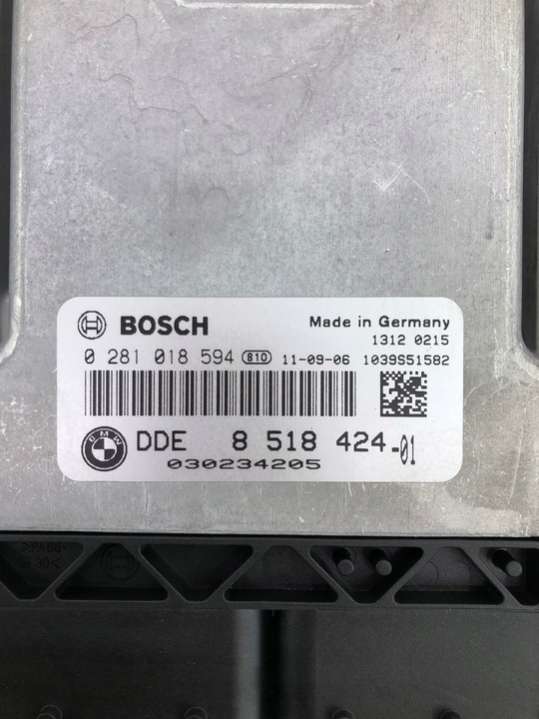 BOSCH
Made in Germany
1312 0215
0 281 018 594 810 11-09-06 1039S51582
BMW DDE 8 518 424-01
030234205